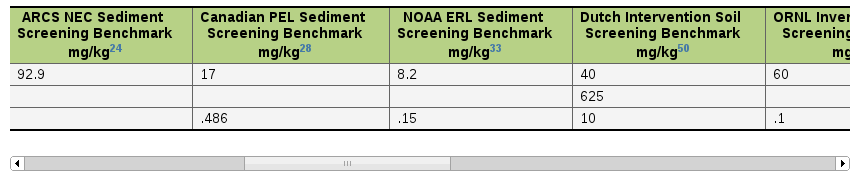 ARCS NEC Sediment Screening Benchmark mg/kg24
Canadian PEL Sediment Screening Benchmark mg/kg28
NOAA ERL Sediment Screening Benchmark mg/kg33
Dutch Intervention Soil Screening Benchmark mg/kg50
ORNL Inver
Screening
mg
92.9 17 8.2 40 60
625
.486 .15 10 .1